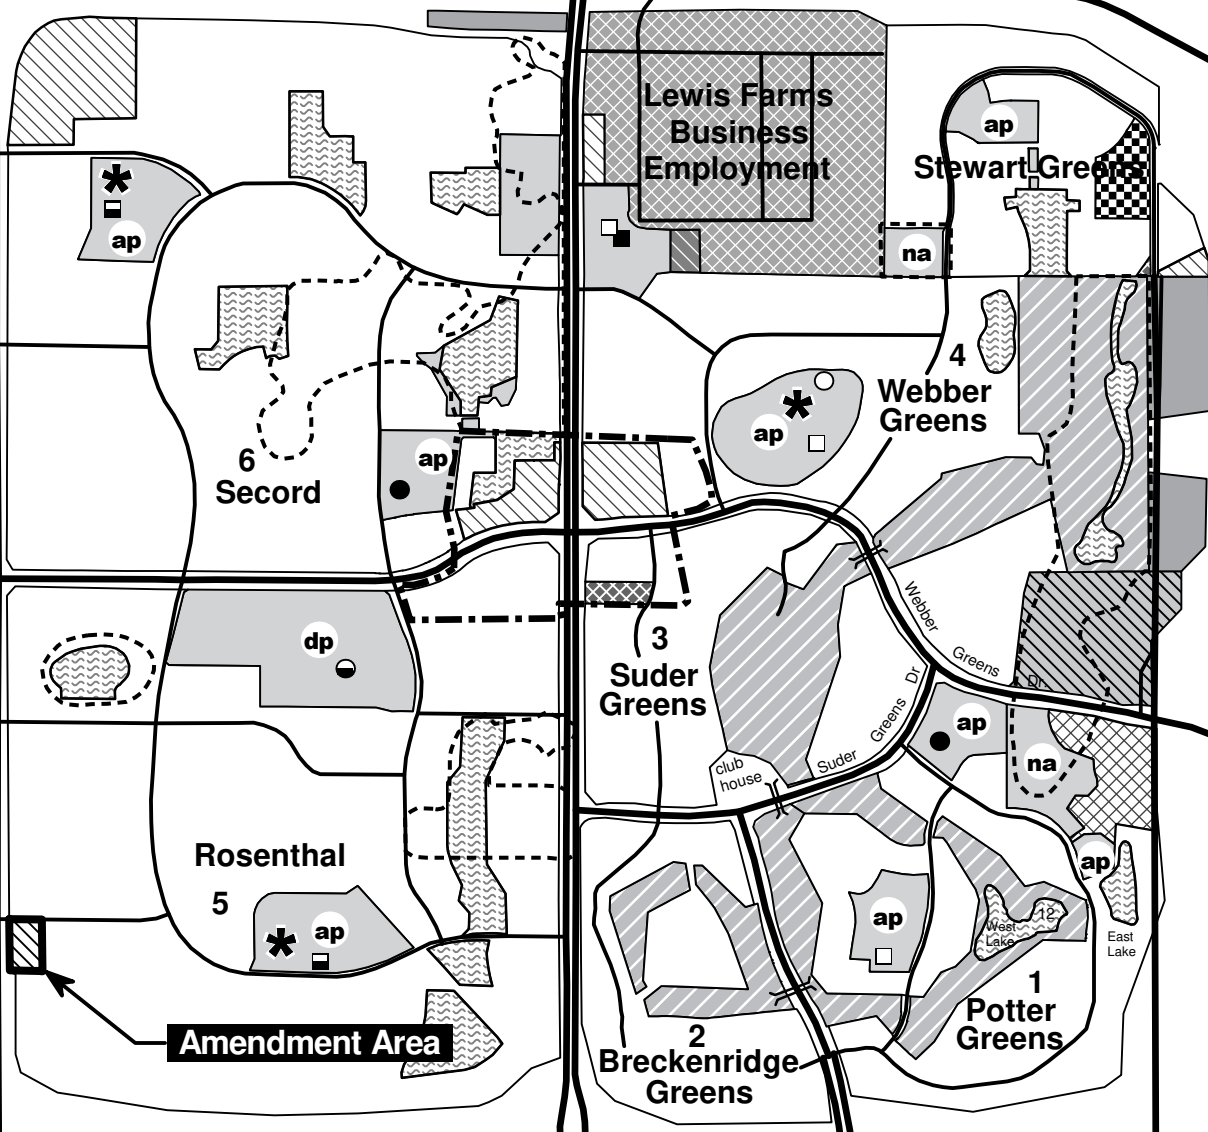 Lewis Farms
Business
Employment
ap
Stewart Greens
ap
na
4
Webber
Greens
ap
6
Secord
ap
dp
3
Suder
Greens
Webber
Greens
Dr.
Suder
Greens
Dr
club
house
ap
na
Rosenthal
5
ap
ap
ap
West
Lake
12
East
Lake
1
Potter
Greens
2
Breckenridge
Greens
Amendment Area